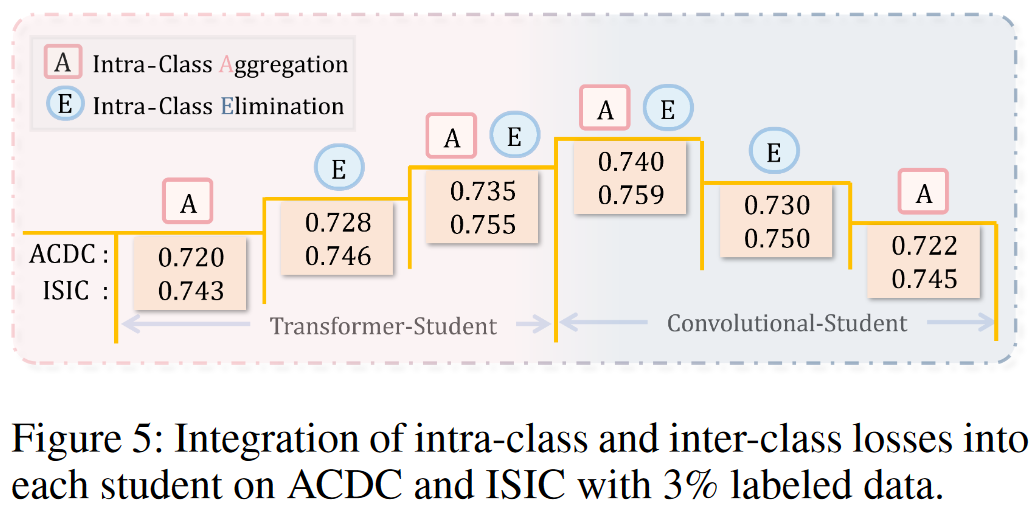 A Intra-Class Aggregation
E Intra-Class Elimination
A
E
A E
A E
E
A
ACDC : 0.720 0.728 0.735 0.740 0.730 0.722
ISIC : 0.743 0.746 0.755 0.759 0.750 0.745
Transformer-Student
Convolutional-Student
Figure 5: Integration of intra-class and inter-class losses into
each student on ACDC and ISIC with 3% labeled data.